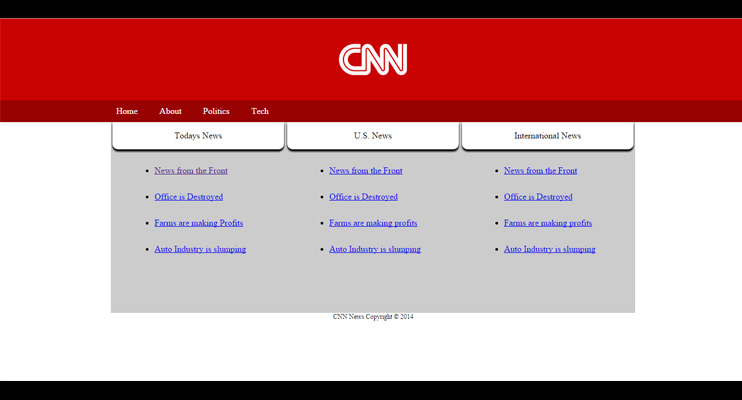 CNN
Home About Politics Tech
Todays News
News from the Front
Office is Destroyed
Farms are making Profits
Auto Industry is slumping
U.S. News
News from the Front
Office is Destroyed
Farms are making profits
Auto Industry is slumping
International News
News from the Front
Office is Destroyed
Farms are making profits
Auto Industry is slumping
CNN News Copyright © 2014